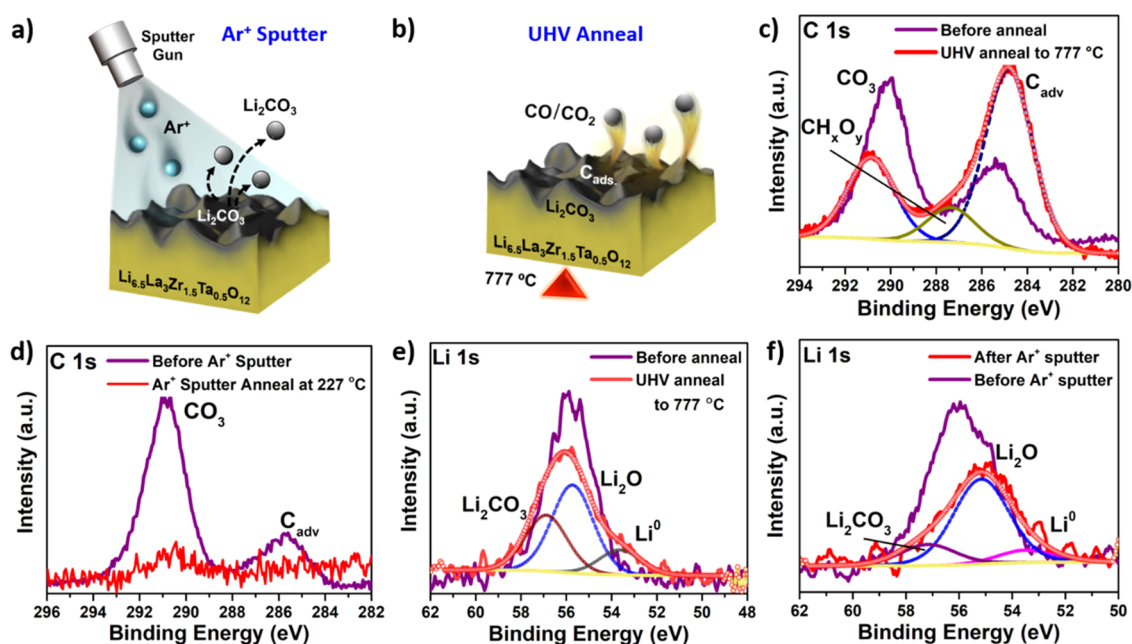 a)
Ar⁺ Sputter
Sputter
Gun
Ar⁺
Li₂CO₃
Li₂CO₃
Li₆.₅La₃Zr₁.₅Ta₀.₅O₁₂
b)
UHV Anneal
CO/CO₂
Cₐds.
Li₂CO₃
Li₆.₅La₃Zr₁.₅Ta₀.₅O₁₂
777 ºC
c)
C 1s
Before anneal
UHV anneal to 777 °C
CO₃
C_adv
CHₓO_y
Intensity (a.u.)
294 292 290 288 286 284 282 280
Binding Energy (eV)
d)
C 1s
Before Ar⁺ Sputter
Ar⁺ Sputter Anneal at 227 °C
CO₃
C_adv
Intensity (a.u.)
296 294 292 290 288 286 284 282
Binding Energy (eV)
e)
Li 1s
Before anneal
UHV anneal
to 777 °C
Li₂CO₃
Li₂O
Li⁰
Intensity (a.u.)
62 60 58 56 54 52 50 48
Binding Energy (eV)
f)
Li 1s
After Ar⁺ sputter
Before Ar⁺ sputter
Li₂O
Li₂CO₃
Li⁰
Intensity (a.u.)
62 60 58 56 54 52 50
Binding Energy (eV)